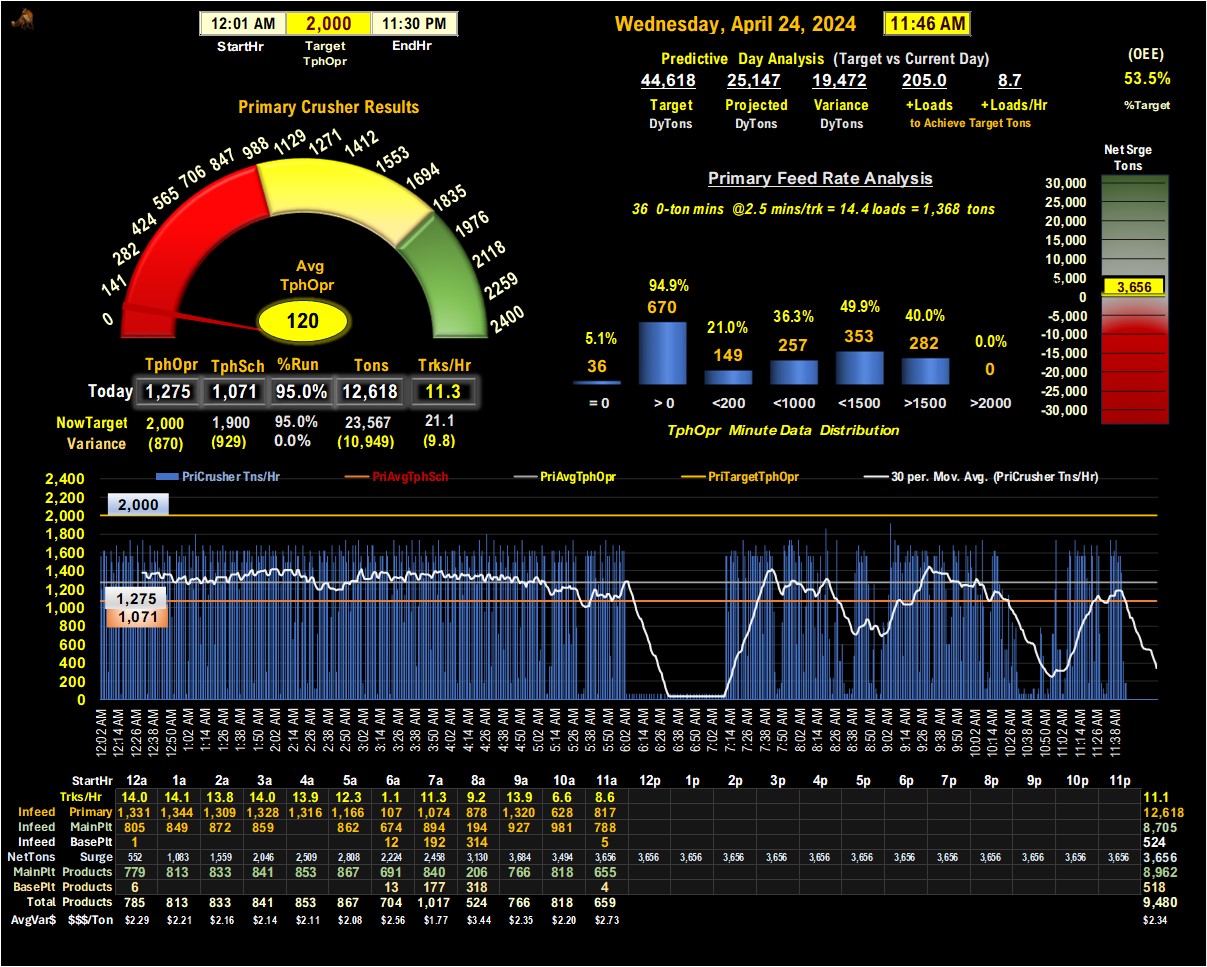 12:01 AM 2,000 11:30 PM
StartHr Target TphOpr EndHr
Wednesday, April 24, 2024 11:46 AM
Predictive Day Analysis (Target vs Current Day)
44,618 25,147 19,472 205.0 8.7
Target Projected Variance +Loads +Loads/Hr
DyTons DyTons DyTons to Achieve Target Tons
(OEE)
53.5%
%Target
Primary Crusher Results
0 141 282 424 565 706 847 988 1129 1271 1412 1553 1694 1835 1976 2118 2259 2400
Avg
TphOpr
120
TphOpr TphSch %Run Tons Trks/Hr
Today 1,275 1,071 95.0% 12,618 11.3
NowTarget 2,000 1,900 95.0% 23,567 21.1
Variance (870) (929) 0.0% (10,949) (9.8)
Primary Feed Rate Analysis
36 0-ton mins @2.5 mins/trk = 14.4 loads = 1,368 tons
5.1% 94.9% 21.0% 36.3% 49.9% 40.0% 0.0%
36 670 149 257 353 282 0
= 0 > 0 <200 <1000 <1500 >1500 >2000
TphOpr Minute Data Distribution
Net Srge
Tons
30,000
25,000
20,000
15,000
10,000
5,000
3,656
0
-5,000
-10,000
-15,000
-20,000
-25,000
-30,000
PriCrusher Tns/Hr PriAvgTphSch PriAvgTphOpr PriTargetTphOpr 30 per. Mov. Avg. (PriCrusher Tns/Hr)
2,400
2,200
2,000
1,800
1,600
1,400
1,200
1,000
800
600
400
200
0
2,000
1,275
1,071
12:02 AM 12:14 AM 12:26 AM 12:38 AM 12:50 AM 1:02 AM 1:14 AM 1:26 AM 1:38 AM 1:50 AM 2:02 AM 2:14 AM 2:26 AM 2:38 AM 2:50 AM 3:02 AM 3:14 AM 3:26 AM 3:38 AM 3:50 AM 4:02 AM 4:14 AM 4:26 AM 4:38 AM 4:50 AM 5:02 AM 5:14 AM 5:26 AM 5:38 AM 5:50 AM 6:02 AM 6:14 AM 6:26 AM 6:38 AM 6:50 AM 7:02 AM 7:14 AM 7:26 AM 7:38 AM 7:50 AM 8:02 AM 8:14 AM 8:26 AM 8:38 AM 8:50 AM 9:02 AM 9:14 AM 9:26 AM 9:38 AM 9:50 AM 10:02 AM 10:14 AM 10:26 AM 10:38 AM 10:50 AM 11:02 AM 11:14 AM 11:26 AM 11:38 AM
StartHr 12a 1a 2a 3a 4a 5a 6a 7a 8a 9a 10a 11a 12p 1p 2p 3p 4p 5p 6p 7p 8p 9p 10p 11p
Trks/Hr 14.0 14.1 13.8 14.0 13.9 12.3 1.1 11.3 9.2 13.9 6.6 8.6 11.1
Infeed Primary 1,331 1,344 1,309 1,328 1,316 1,166 107 1,074 878 1,320 628 817 12,618
Infeed MainPlt 805 849 872 859 862 674 894 194 927 981 788 8,705
Infeed BasePlt 1 12 192 314 5 524
NetTons Surge 552 1,083 1,559 2,046 2,509 2,808 2,224 2,458 3,130 3,684 3,494 3,656 3,656 3,656 3,656 3,656 3,656 3,656 3,656 3,656 3,656 3,656 3,656 3,656 3,656
MainPlt Products 779 813 833 841 853 867 691 840 206 766 818 655 8,962
BasePlt Products 6 13 177 318 4 518
Total Products 785 813 833 841 853 867 704 1,017 524 766 818 659 9,480
AvgVar$ $$$/Ton $2.29 $2.21 $2.16 $2.14 $2.11 $2.08 $2.56 $1.77 $3.44 $2.35 $2.20 $2.73 $2.34